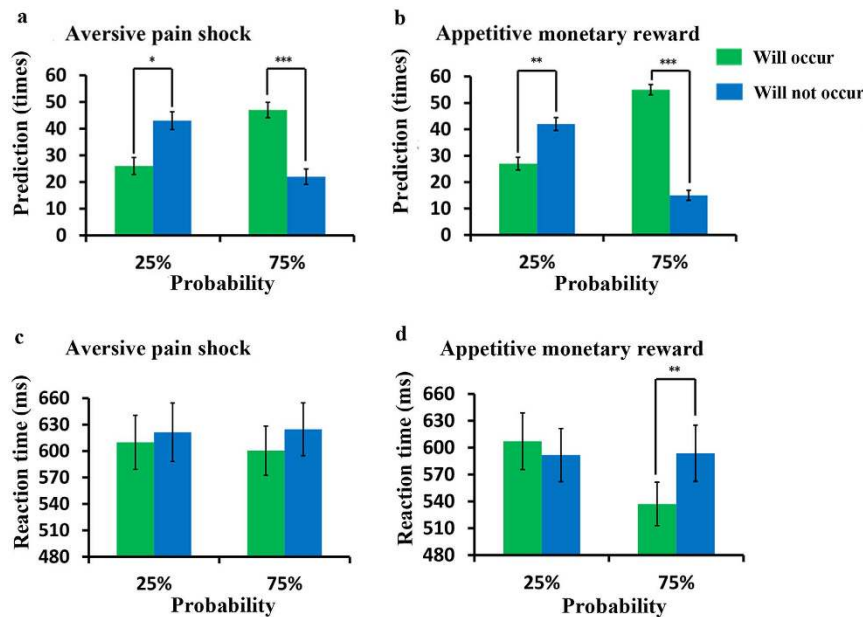 a
Aversive pain shock
Prediction (times)
60
50
40
30
20
10
0
*
***
25%
75%
Probability
b
Appetitive monetary reward
Prediction (times)
60
50
40
30
20
10
0
**
***
25%
75%
Probability
Will occur
Will not occur
c
Aversive pain shock
Reaction time (ms)
660
630
600
570
540
510
480
25%
75%
Probability
d
Appetitive monetary reward
Reaction time (ms)
660
630
600
570
540
510
480
**
25%
75%
Probability